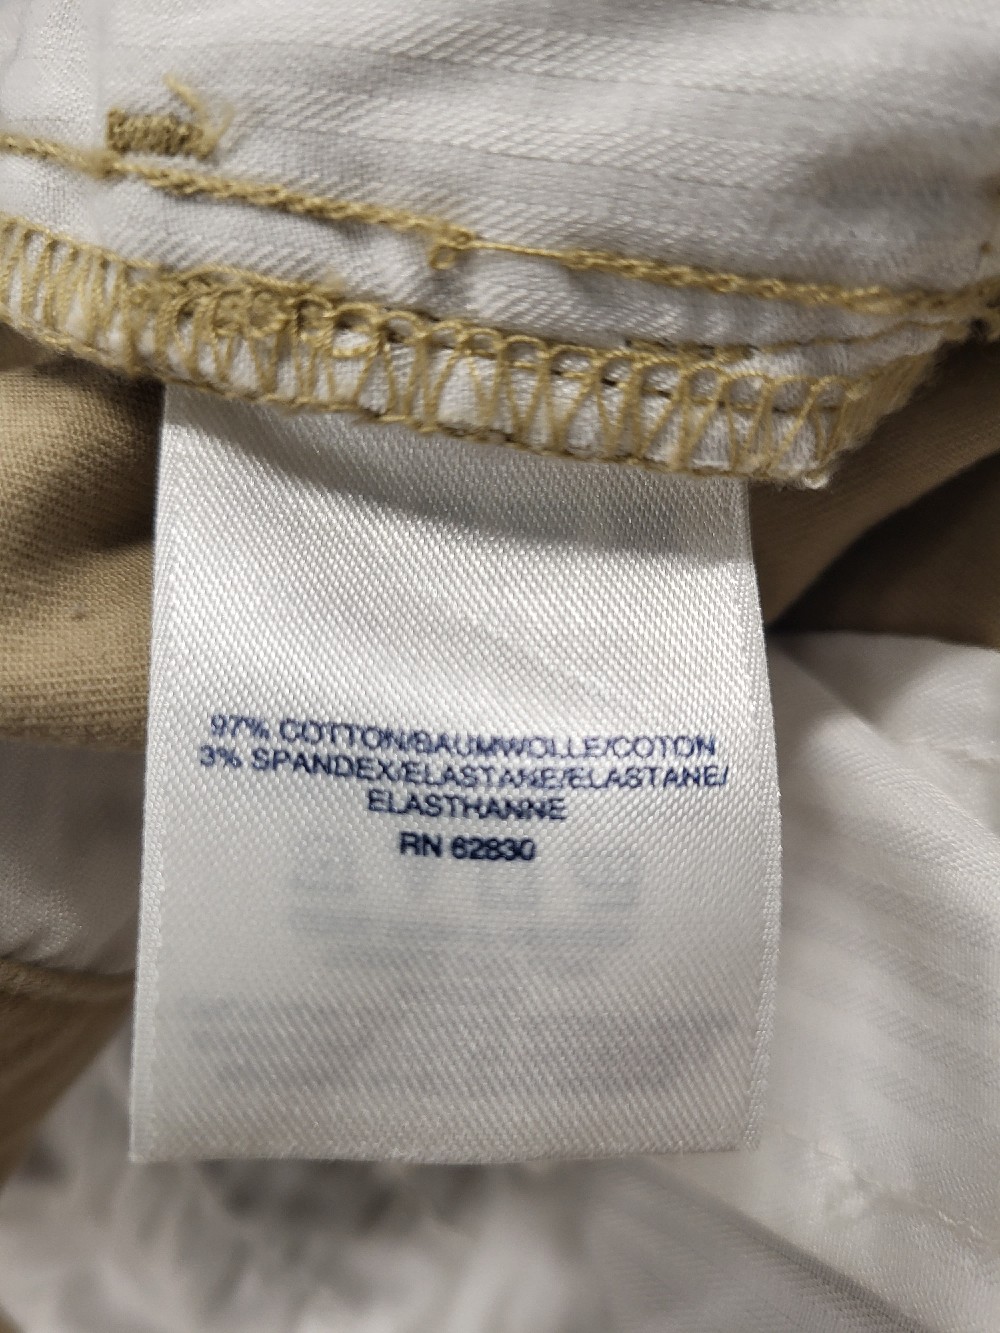 97% COTTON/BAUMWOLLE/COTON
3% SPANDEX/ELASTANE/ELASTANE/
ELASTHANNE
RN 62830